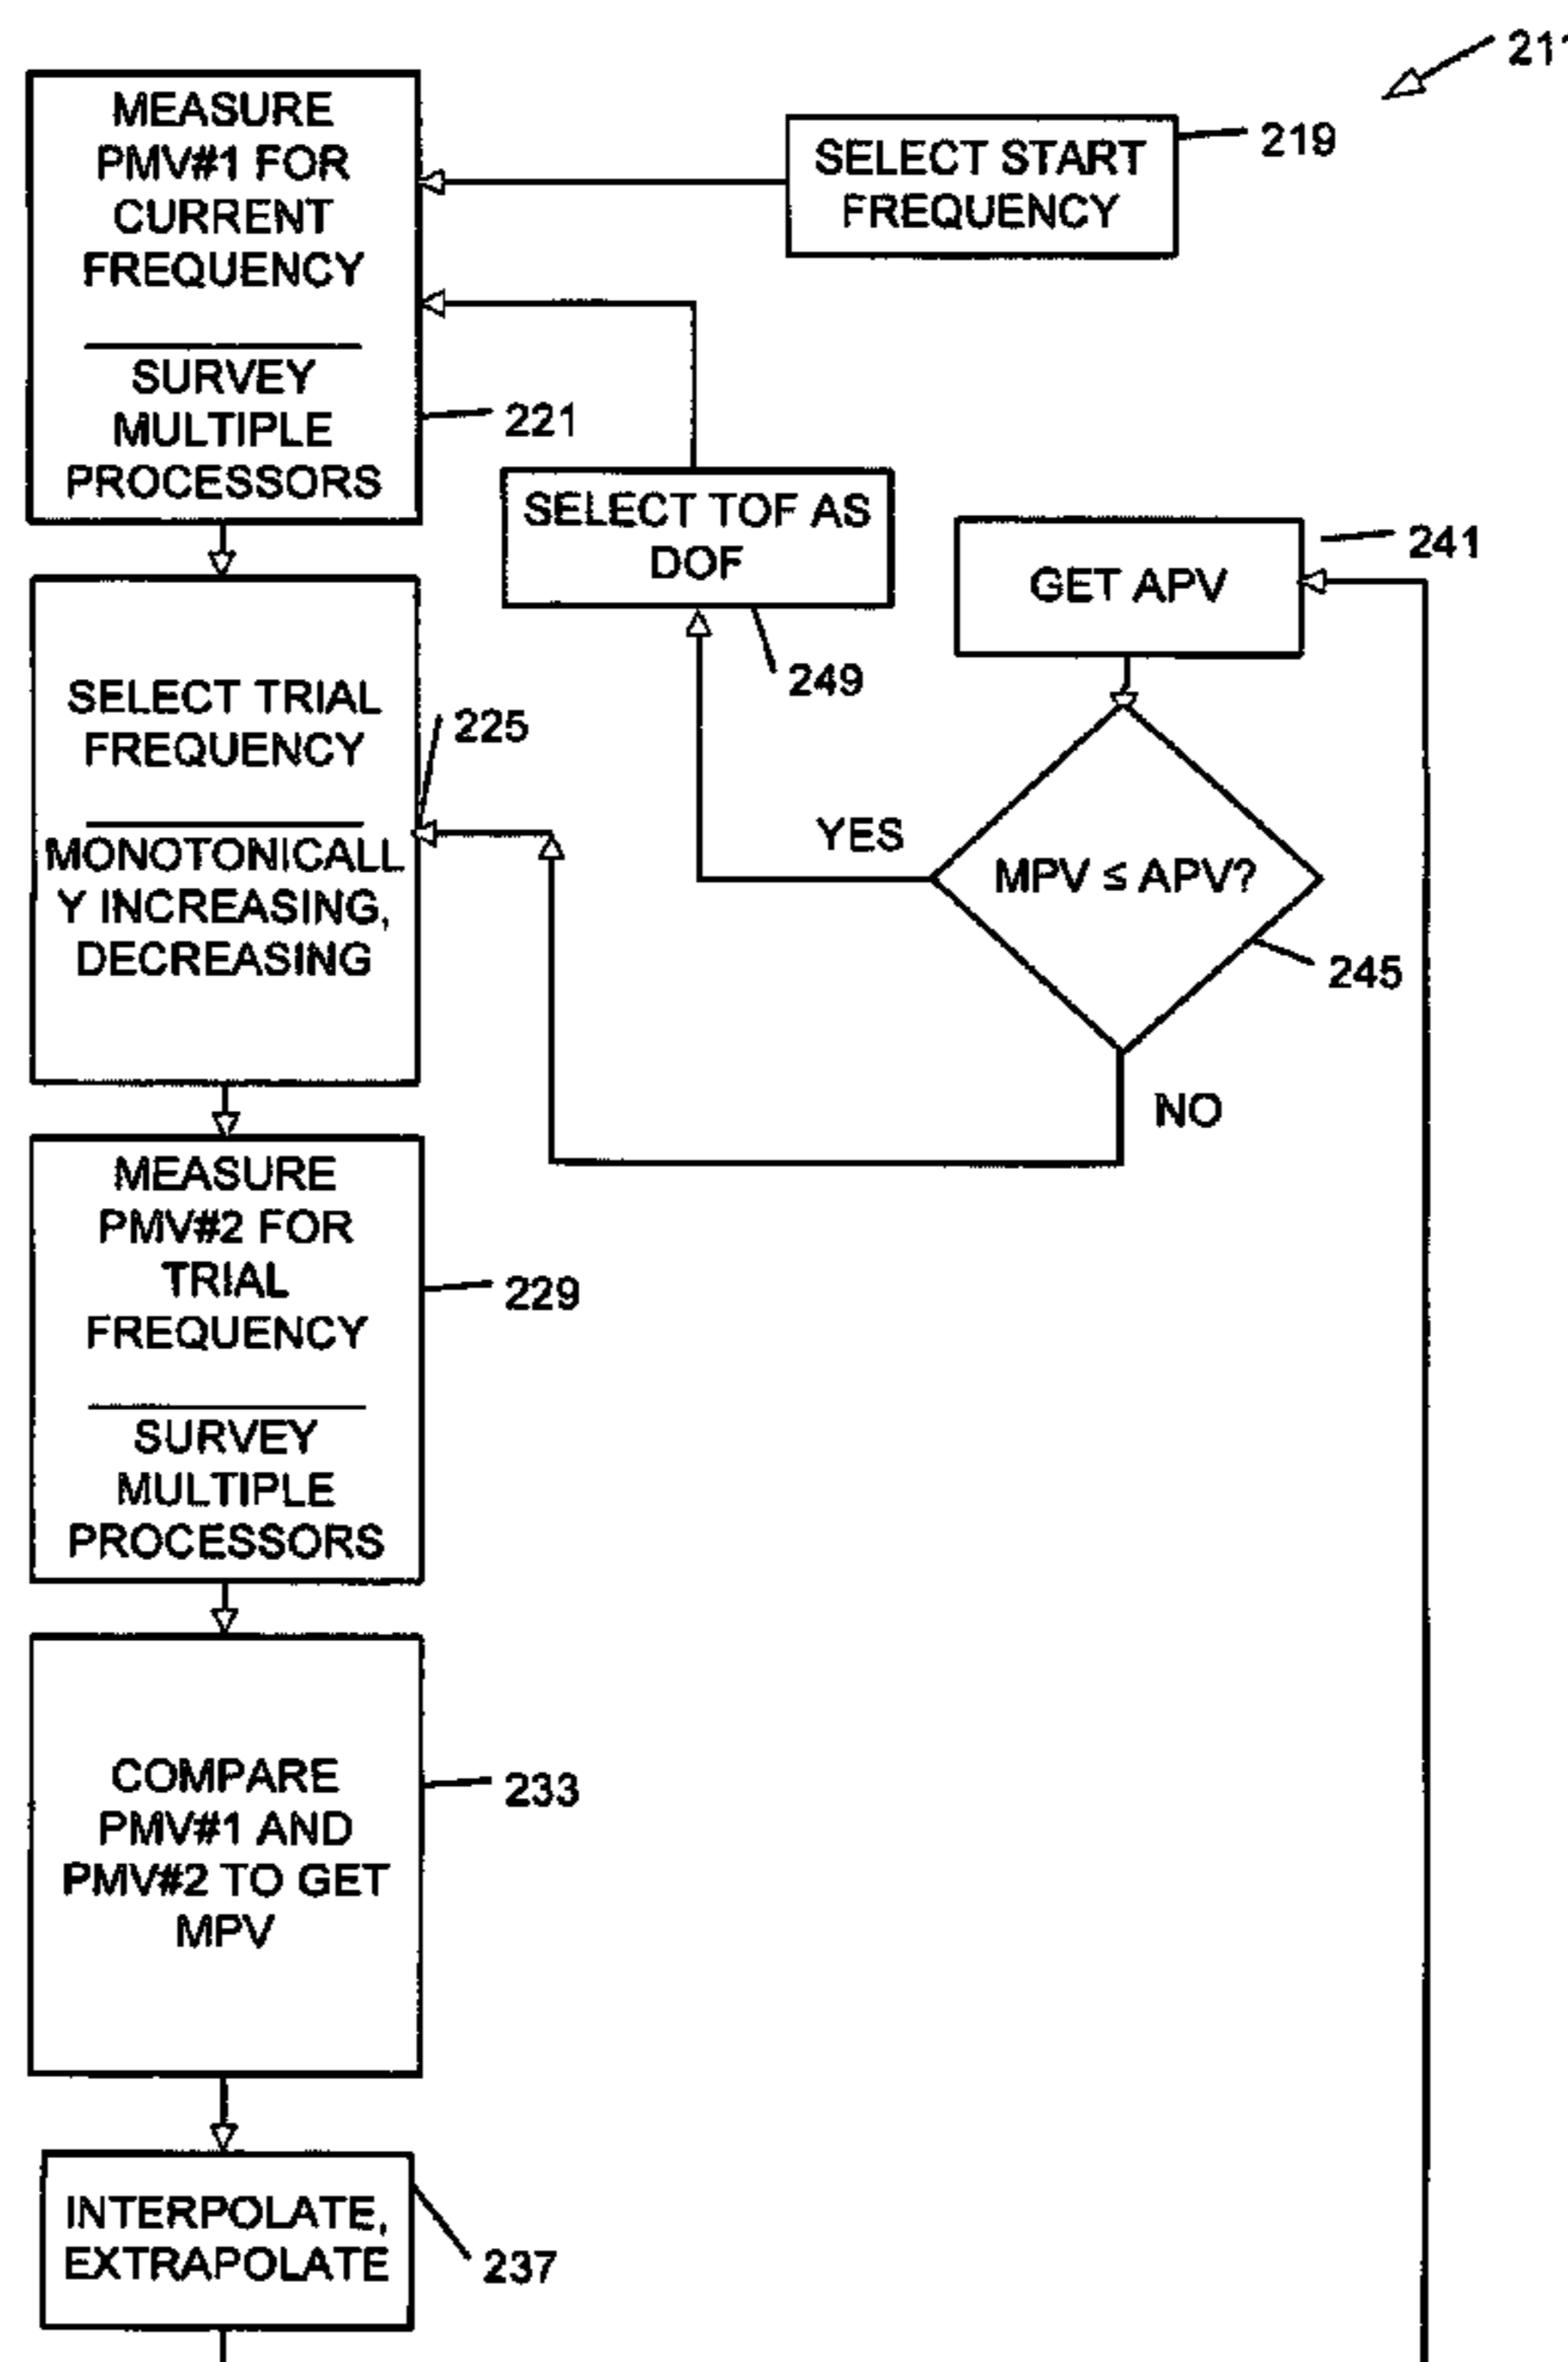 211
MEASURE
PMV#1 FOR
CURRENT
FREQUENCY
SURVEY
MULTIPLE
PROCESSORS
221
SELECT START
FREQUENCY
219
SELECT TOF AS
DOF
249
GET APV
241
SELECT TRIAL
FREQUENCY
MONOTONICALL
Y INCREASING,
DECREASING
225
YES
MPV ≤ APV?
245
NO
MEASURE
PMV#2 FOR
TRIAL
FREQUENCY
SURVEY
MULTIPLE
PROCESSORS
229
COMPARE
PMV#1 AND
PMV#2 TO GET
MPV
233
INTERPOLATE,
EXTRAPOLATE
237